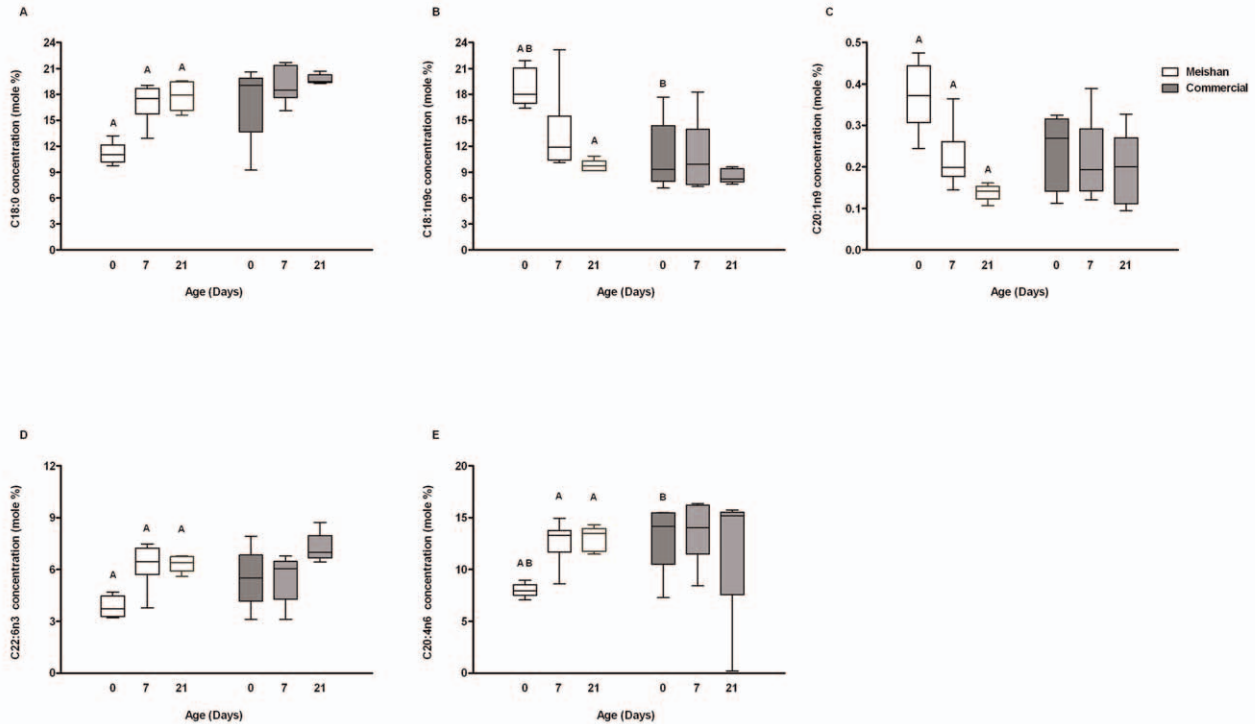 A
C18:0 concentration (mole %)
24
21
18
15
12
9
6
3
0
A
A
A
0 7 21 0 7 21
Age (Days)
B
C18:1n9c concentration (mole %)
24
21
18
15
12
9
6
3
0
A B
A
B
0 7 21 0 7 21
Age (Days)
C
C20:1n9 concentration (mole %)
0.5
0.4
0.3
0.2
0.1
0.0
A
A
A
0 7 21 0 7 21
Age (Days)
Meishan
Commercial
D
C22:6n3 concentration (mole %)
12
9
6
3
0
A
A
A
0 7 21 0 7 21
Age (Days)
E
C20:4n6 concentration (mole %)
20
15
10
5
0
A B
A
A
B
0 7 21 0 7 21
Age (Days)